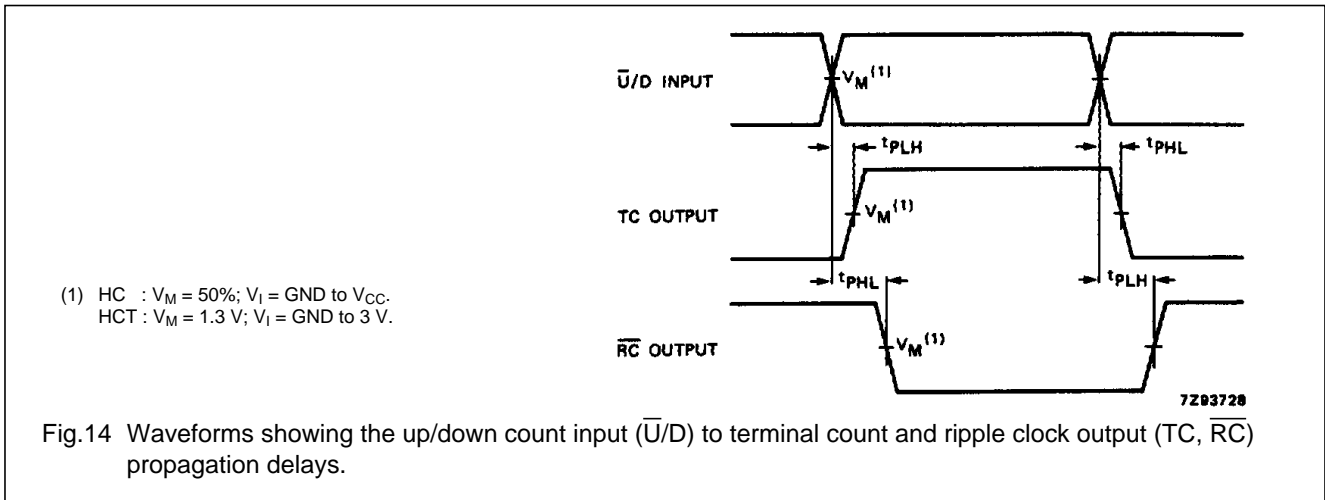 U̅/D INPUT
V_M (1)
t_PLH
t_PHL
TC OUTPUT
V_M (1)
t_PHL
t_PLH
(1) HC : V_M = 50%; V_I = GND to V_CC.
HCT : V_M = 1.3 V; V_I = GND to 3 V.
R̅C̅ OUTPUT
V_M (1)
7Z93728
Fig.14 Waveforms showing the up/down count input (U̅/D) to terminal count and ripple clock output (TC, R̅C̅)
propagation delays.